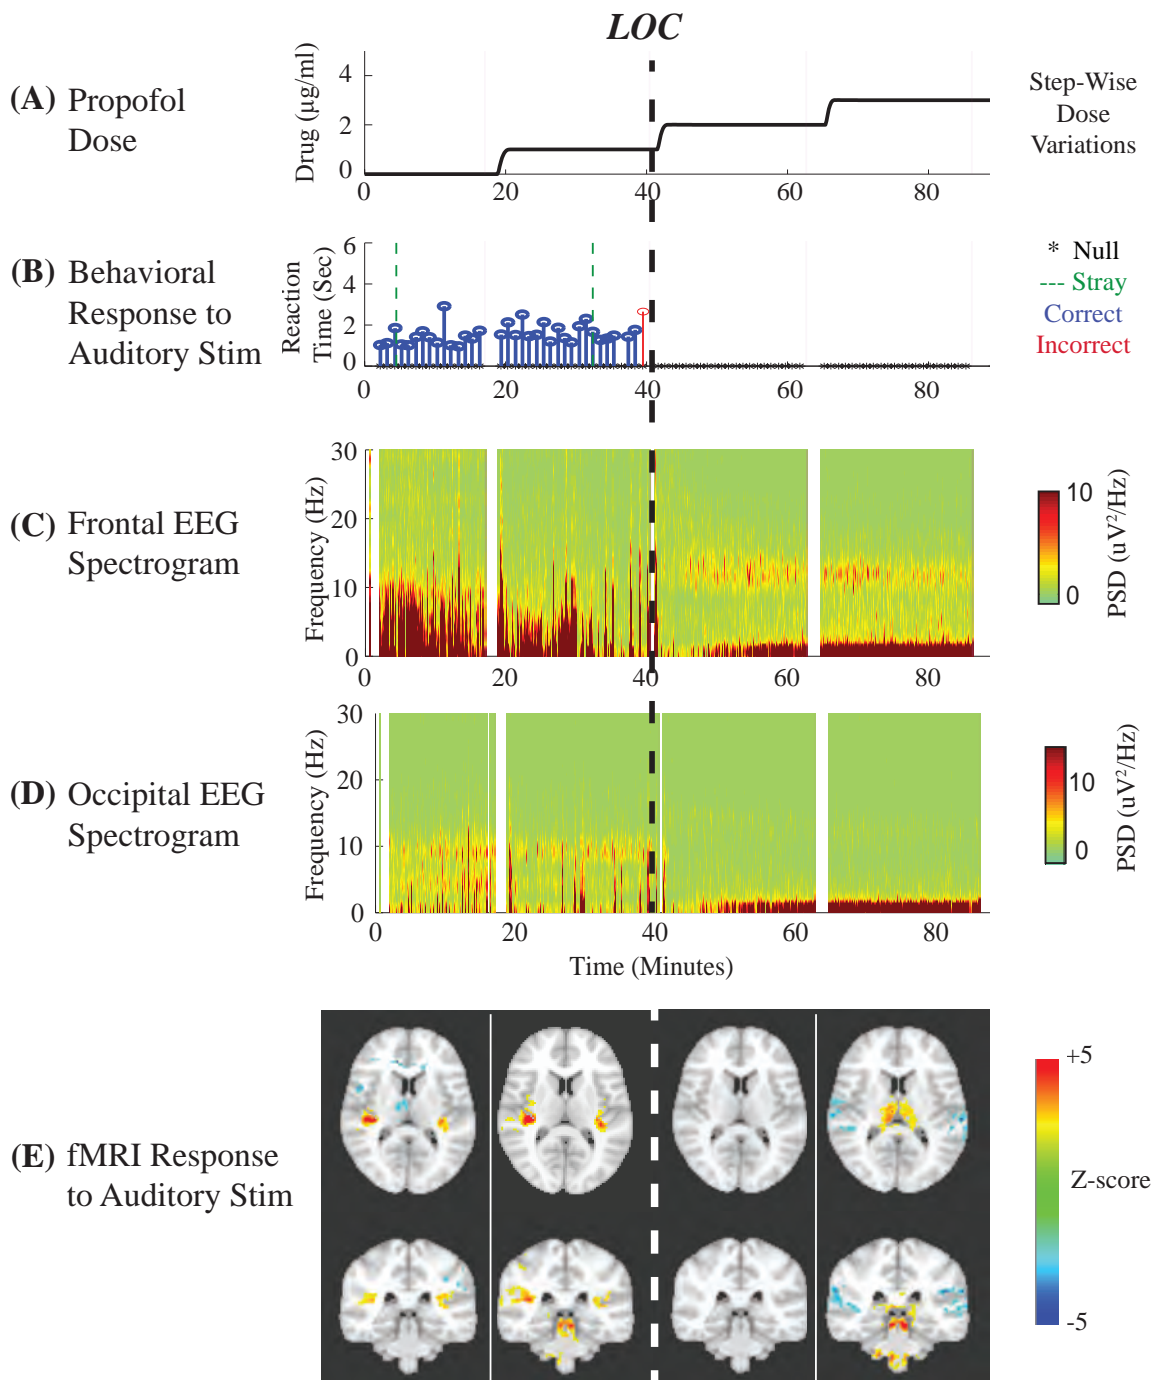 LOC
(A) Propofol
Dose
Drug (μg/ml)
4
2
0
0
20
40
60
80
Step-Wise
Dose
Variations
(B) Behavioral
Response to
Auditory Stim
Reaction
Time (Sec)
6
4
2
0
0
20
40
60
80
* Null
--- Stray
Correct
Incorrect
(C) Frontal EEG
Spectrogram
Frequency (Hz)
30
20
10
0
0
20
40
60
80
10
0
PSD (uV²/Hz)
(D) Occipital EEG
Spectrogram
Frequency (Hz)
30
20
10
0
0
20
40
60
80
Time (Minutes)
10
0
PSD (uV²/Hz)
(E) fMRI Response
to Auditory Stim
+5
Z-score
-5